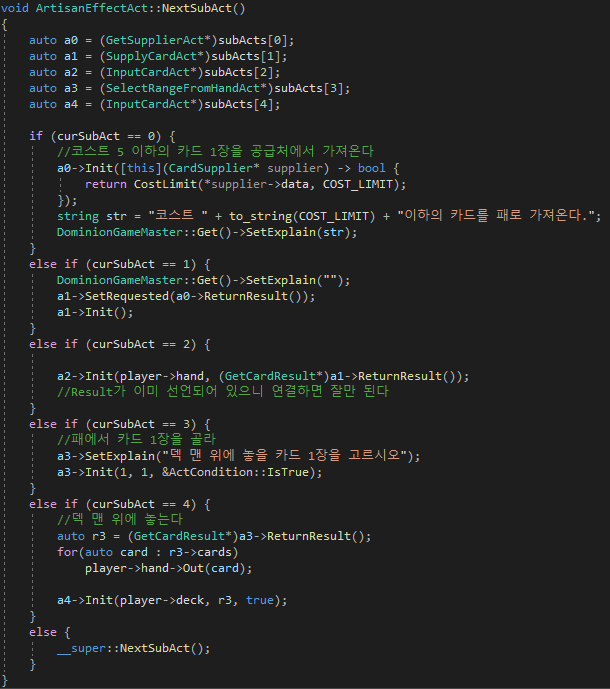 void ArtisanEffectAct::NextSubAct()
{
    auto a0 = (GetSupplierAct*)subActs[0];
    auto a1 = (SupplyCardAct*)subActs[1];
    auto a2 = (InputCardAct*)subActs[2];
    auto a3 = (SelectRangeFromHandAct*)subActs[3];
    auto a4 = (InputCardAct*)subActs[4];

    if (curSubAct == 0) {
        //코스트 5 이하의 카드 1장을 공급처에서 가져온다
        a0->Init([this](CardSupplier* supplier) -> bool {
            return CostLimit(*supplier->data, COST_LIMIT);
        });
        string str = "코스트 " + to_string(COST_LIMIT) + "이하의 카드를 패로 가져온다.";
        DominionGameMaster::Get()->SetExplain(str);
    }
    else if (curSubAct == 1) {
        DominionGameMaster::Get()->SetExplain("");
        a1->SetRequested(a0->ReturnResult());
        a1->Init();
    }
    else if (curSubAct == 2) {

        a2->Init(player->hand, (GetCardResult*)a1->ReturnResult());
        //Result가 이미 선언되어 있으니 연결하면 잘만 된다
    }
    else if (curSubAct == 3) {
        //패에서 카드 1장을 골라
        a3->SetExplain("덱 맨 위에 놓을 카드 1장을 고르시오");
        a3->Init(1, 1, &ActCondition::IsTrue);
    }
    else if (curSubAct == 4) {
        //덱 맨 위에 놓는다
        auto r3 = (GetCardResult*)a3->ReturnResult();
        for(auto card : r3->cards)
            player->hand->Out(card);

        a4->Init(player->deck, r3, true);
    }
    else {
        __super::NextSubAct();
    }
}